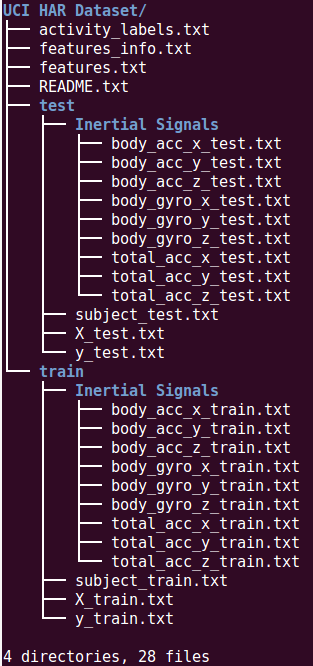 UCI HAR Dataset/
├── activity_labels.txt
├── features_info.txt
├── features.txt
├── README.txt
├── test
│   ├── Inertial Signals
│   │   ├── body_acc_x_test.txt
│   │   ├── body_acc_y_test.txt
│   │   ├── body_acc_z_test.txt
│   │   ├── body_gyro_x_test.txt
│   │   ├── body_gyro_y_test.txt
│   │   ├── body_gyro_z_test.txt
│   │   ├── total_acc_x_test.txt
│   │   ├── total_acc_y_test.txt
│   │   └── total_acc_z_test.txt
│   ├── subject_test.txt
│   ├── X_test.txt
│   └── y_test.txt
└── train
    ├── Inertial Signals
    │   ├── body_acc_x_train.txt
    │   ├── body_acc_y_train.txt
    │   ├── body_acc_z_train.txt
    │   ├── body_gyro_x_train.txt
    │   ├── body_gyro_y_train.txt
    │   ├── body_gyro_z_train.txt
    │   ├── total_acc_x_train.txt
    │   ├── total_acc_y_train.txt
    │   └── total_acc_z_train.txt
    ├── subject_train.txt
    ├── X_train.txt
    └── y_train.txt
4 directories, 28 files